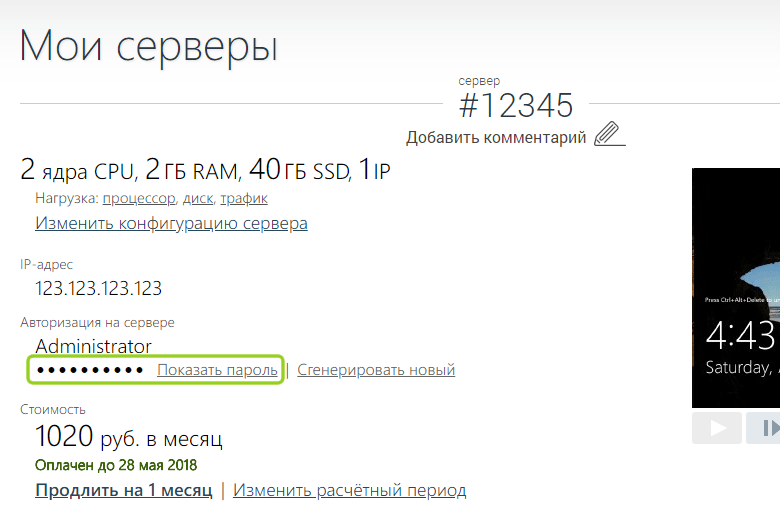 Мои серверы
сервер
#12345
Добавить комментарий
2 ядра CPU, 2 ГБ RAM, 40 ГБ SSD, 1 IP
Нагрузка: процессор, диск, трафик
Изменить конфигурацию сервера
IP-адрес
123.123.123.123
Авторизация на сервере
Administrator
•••••••••• Показать пароль | Сгенерировать новый
Стоимость
1020 руб. в месяц
Оплачен до 28 мая 2018
Продлить на 1 месяц | Изменить расчётный период
Press Ctrl+Alt+Delete to
4:43
Saturday,